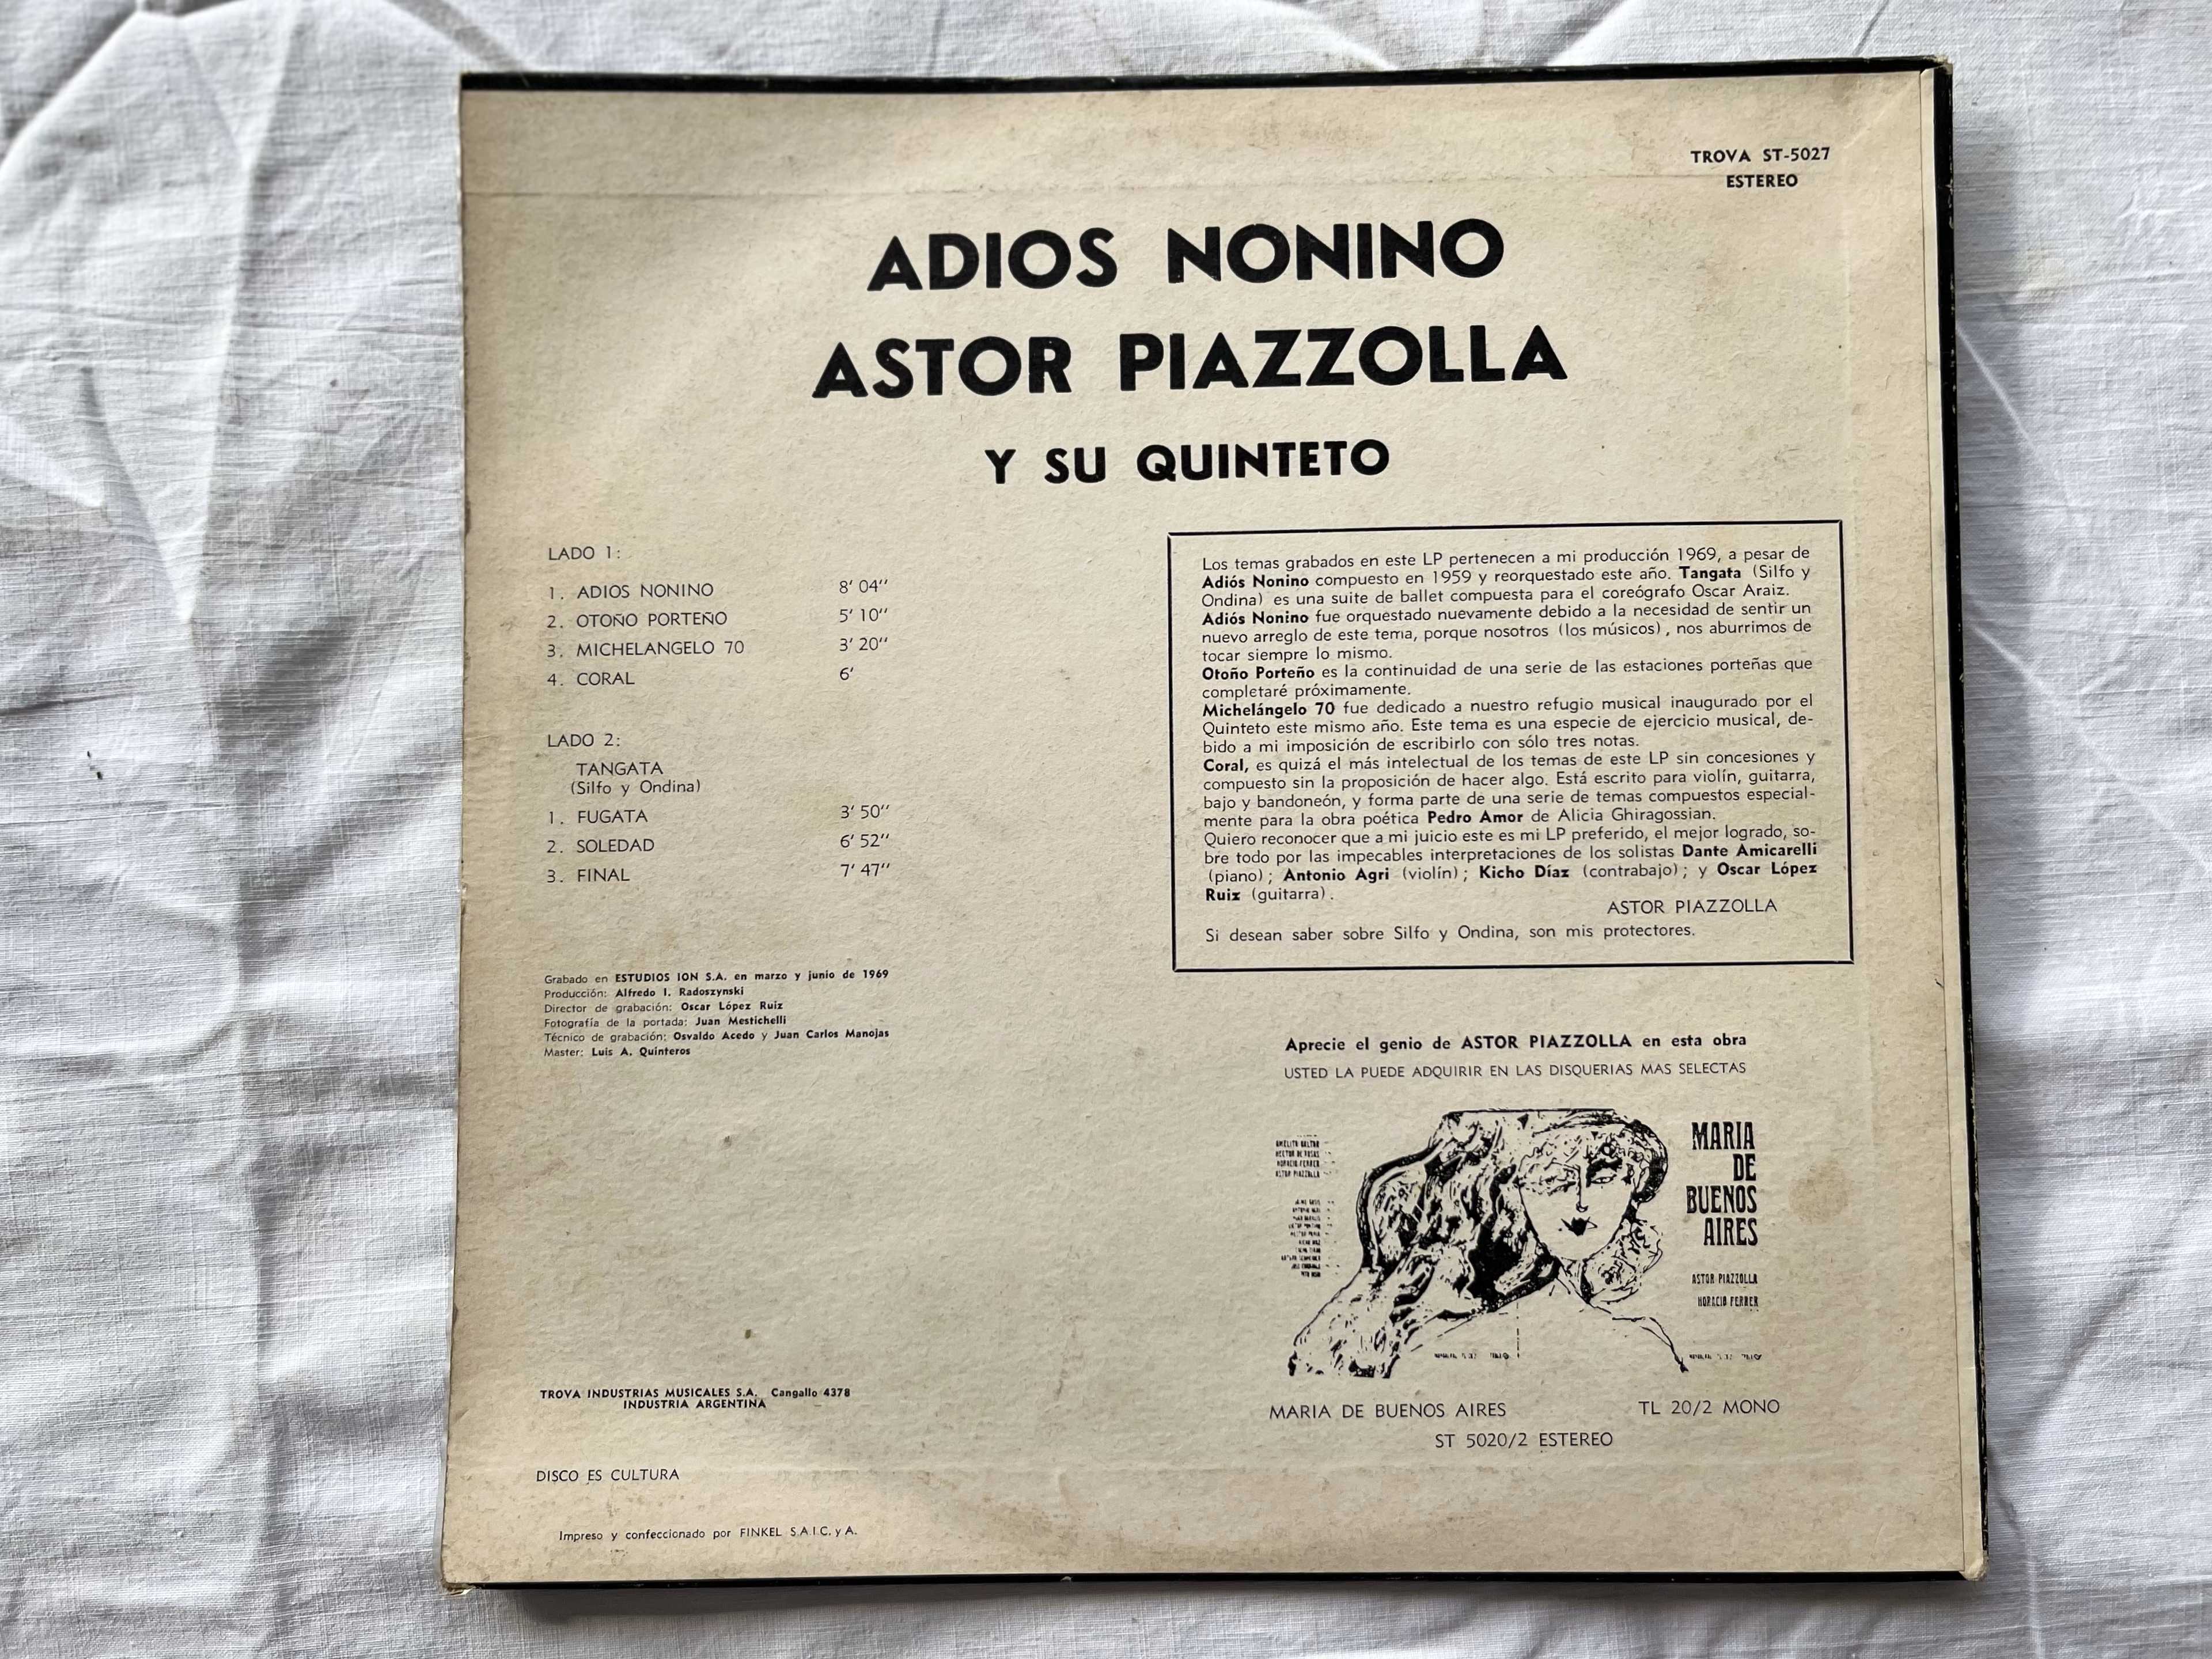 TROVA ST-5027
ESTEREO
ADIOS NONINO
ASTOR PIAZZOLLA
Y SU QUINTETO
LADO 1:
1. ADIOS NONINO 8' 04''
2. OTOÑO PORTEÑO 5' 10''
3. MICHELANGELO 70 3' 20''
4. CORAL 6'
LADO 2:
TANGATA
(Silfo y Ondina)
1. FUGATA 3' 50''
2. SOLEDAD 6' 52''
3. FINAL 7' 47''
Grabado en ESTUDIOS ION S.A. en marzo y junio de 1969
Producción: Alfredo I. Radoszynski
Director de grabación: Oscar López Ruiz
Fotografía de la portada: Juan Mestichelli
Técnico de grabación: Osvaldo Acedo y Juan Carlos Manojas
Master: Luis A. Quinteros
TROVA INDUSTRIAS MUSICALES S.A. Cangallo 4378
INDUSTRIA ARGENTINA
DISCO ES CULTURA
Impreso y confeccionado por FINKEL S.A.I.C. y A.
Los temas grabados en este LP pertenecen a mi producción 1969, a pesar de
Adiós Nonino compuesto en 1959 y reorquestado este año. Tangata (Silfo y
Ondina) es una suite de ballet compuesta para el coreógrafo Oscar Araiz.
Adiós Nonino fue orquestado nuevamente debido a la necesidad de sentir un
nuevo arreglo de este tema, porque nosotros (los músicos), nos aburrimos de
tocar siempre lo mismo.
Otoño Porteño es la continuidad de una serie de las estaciones porteñas que
completaré próximamente.
Michelángelo 70 fue dedicado a nuestro refugio musical inaugurado por el
Quinteto este mismo año. Este tema es una especie de ejercicio musical, de-
bido a mi imposición de escribirlo con sólo tres notas.
Coral, es quizá el más intelectual de los temas de este LP sin concesiones y
compuesto sin la proposición de hacer algo. Está escrito para violín, guitarra,
bajo y bandoneón, y forma parte de una serie de temas compuestos especial-
mente para la obra poética Pedro Amor de Alicia Ghiragossian.
Quiero reconocer que a mi juicio este es mi LP preferido, el mejor logrado, so-
bre todo por las impecables interpretaciones de los solistas Dante Amicarelli
(piano); Antonio Agri (violín); Kicho Díaz (contrabajo); y Oscar López
Ruiz (guitarra).
ASTOR PIAZZOLLA
Si desean saber sobre Silfo y Ondina, son mis protectores.
Aprecie el genio de ASTOR PIAZZOLLA en esta obra
USTED LA PUEDE ADQUIRIR EN LAS DISQUERIAS MAS SELECTAS
AMELITA BALTAR
HECTOR DE ROSAS
HORACIO FERRER
ASTOR PIAZZOLLA
MARIA
DE
BUENOS
AIRES
ASTOR PIAZZOLLA
HORACIO FERRER
MARIA DE BUENOS AIRES TL 20/2 MONO
ST 5020/2 ESTEREO